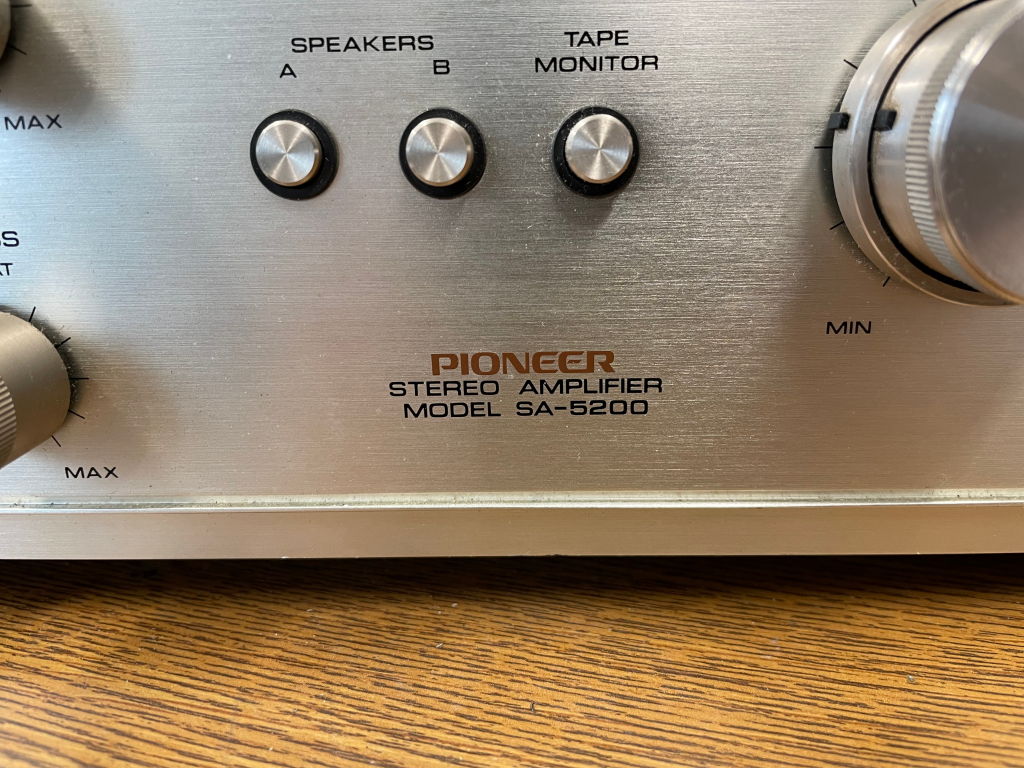 SPEAKERS
A B
TAPE
MONITOR
MAX
MIN
PIONEER
STEREO AMPLIFIER
MODEL SA-5200
MAX